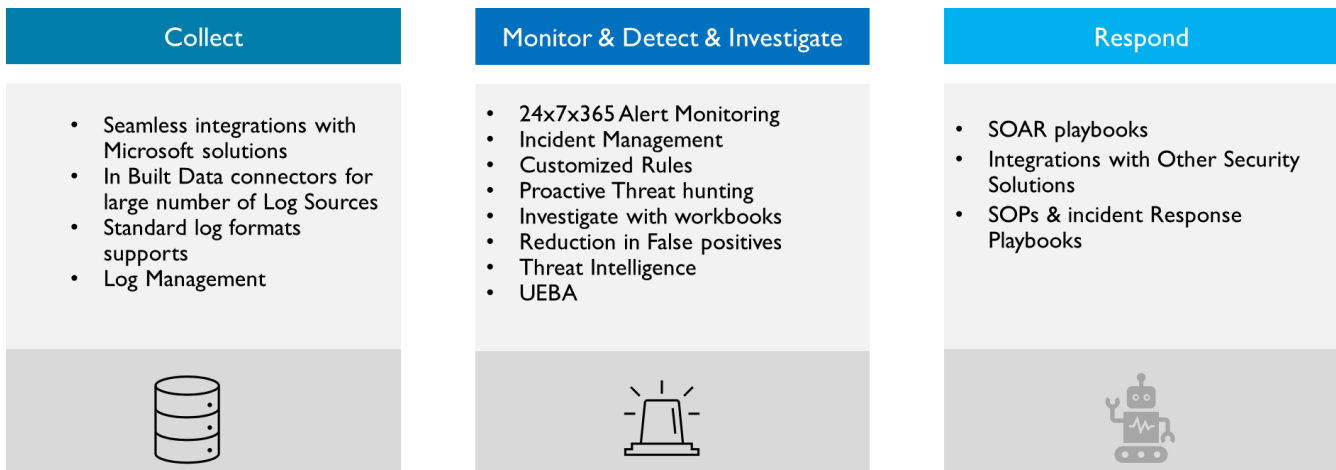 Collect
• Seamless integrations with
Microsoft solutions
• In Built Data connectors for
large number of Log Sources
• Standard log formats
supports
• Log Management
Monitor & Detect & Investigate
• 24x7x365 Alert Monitoring
• Incident Management
• Customized Rules
• Proactive Threat hunting
• Investigate with workbooks
• Reduction in False positives
• Threat Intelligence
• UEBA
Respond
• SOAR playbooks
• Integrations with Other Security
Solutions
• SOPs & incident Response
Playbooks